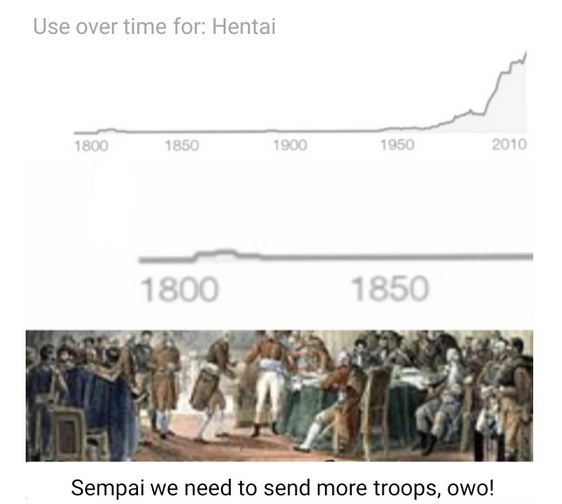 Use over time for: Hentai
1800 1850 1900 1950 2010
1800 1850
Sempai we need to send more troops, owo!